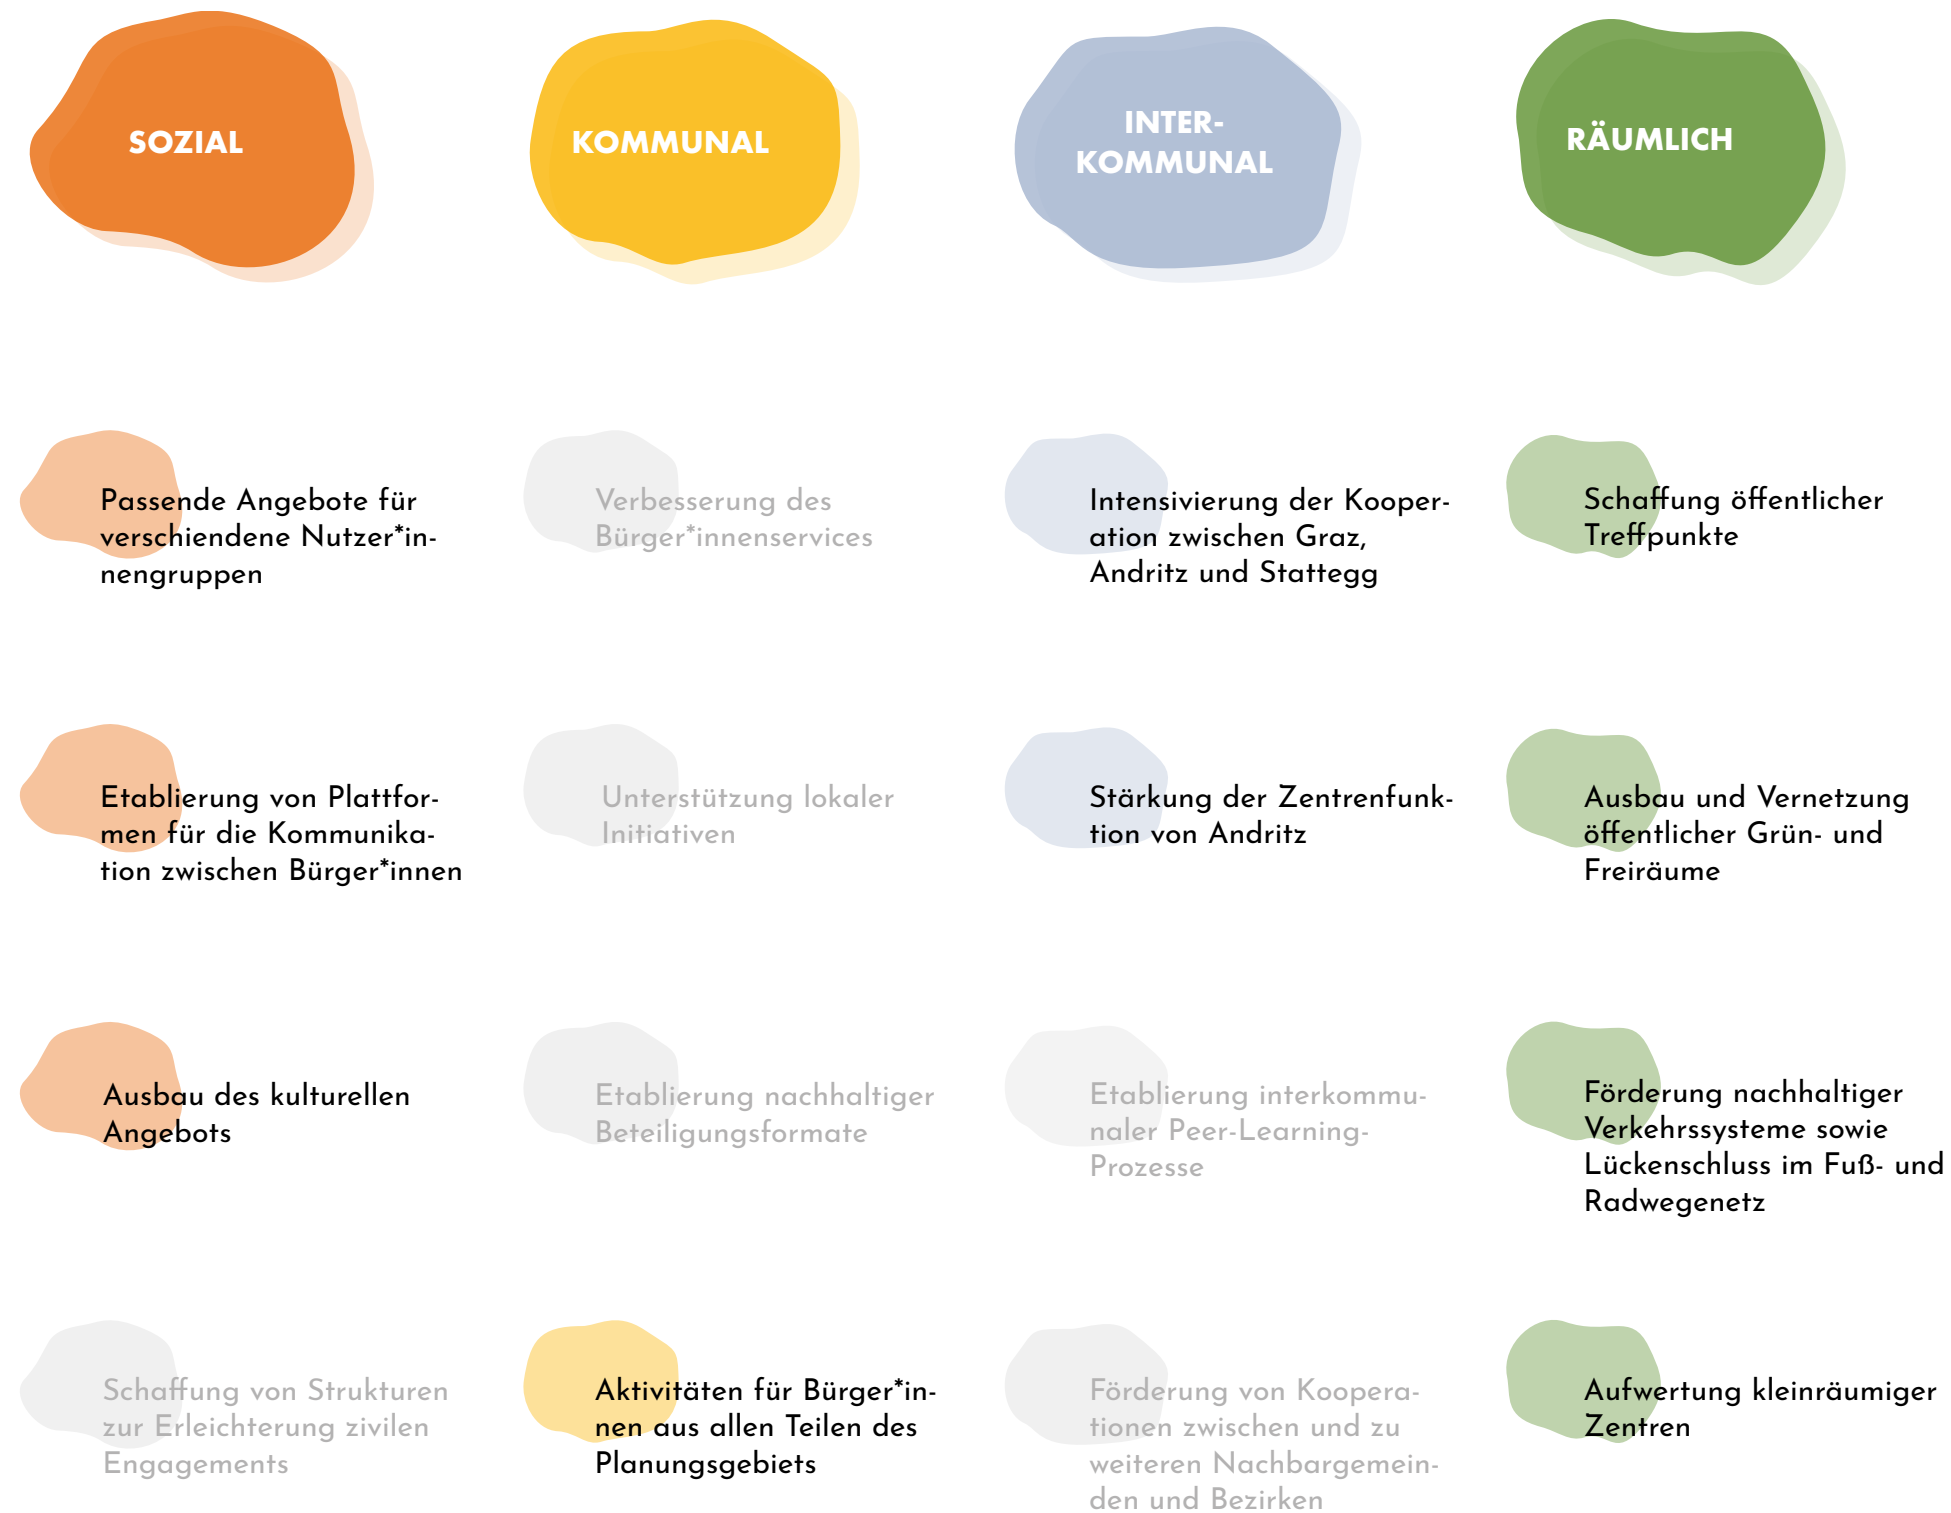 SOZIAL
KOMMUNAL
INTER-
KOMMUNAL
RÄUMLICH
Passende Angebote für
verschiendene Nutzer*in-
nengruppen
Verbesserung des
Bürger*innenservices
Intensivierung der Kooper-
ation zwischen Graz,
Andritz und Stattegg
Schaffung öffentlicher
Treffpunkte
Etablierung von Plattfor-
men für die Kommunika-
tion zwischen Bürger*innen
Unterstützung lokaler
Initiativen
Stärkung der Zentrenfunk-
tion von Andritz
Ausbau und Vernetzung
öffentlicher Grün- und
Freiräume
Ausbau des kulturellen
Angebots
Etablierung nachhaltiger
Beteiligungsformate
Etablierung interkommu-
naler Peer-Learning-
Prozesse
Förderung nachhaltiger
Verkehrssysteme sowie
Lückenschluss im Fuß- und
Radwegenetz
Schaffung von Strukturen
zur Erleichterung zivilen
Engagements
Aktivitäten für Bürger*in-
nen aus allen Teilen des
Planungsgebiets
Förderung von Koopera-
tionen zwischen und zu
weiteren Nachbargemein-
den und Bezirken
Aufwertung kleinräumiger
Zentren